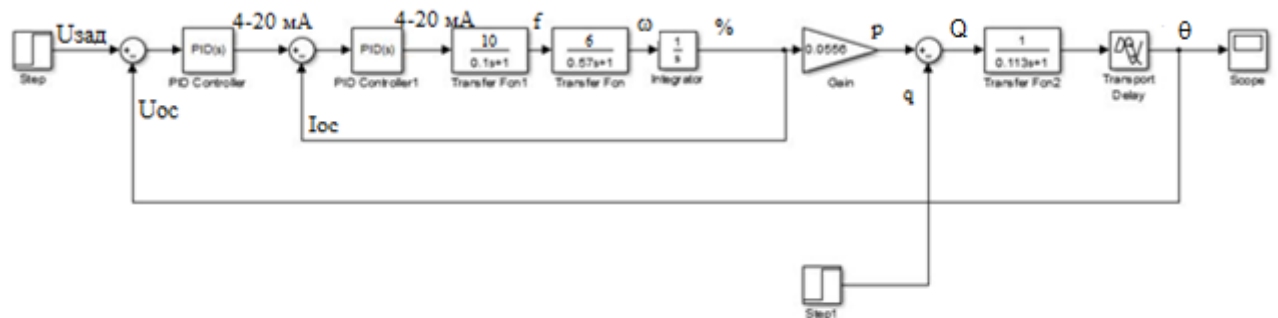 4-20 мА
4-20 мА
f
ω
%
p
Q
θ
Uзад
PID(s)
PID(s)
10
0.1s+1
6
0.57s+1
1
s
0.0556
1
0.113s+1
Step
PID Controller
PID Controller1
Transfer Fcn1
Transfer Fcn
Integrator
Gain
Transfer Fcn2
Transport
Delay
Scope
Uос
Iос
q
Step1